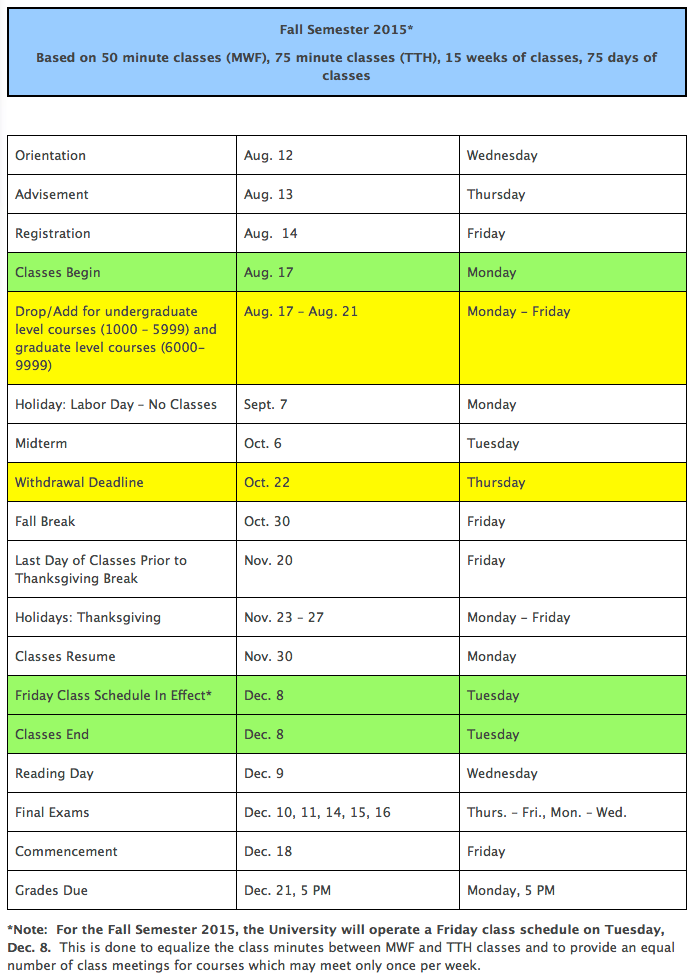 Fall Semester 2015*
Based on 50 minute classes (MWF), 75 minute classes (TTH), 15 weeks of classes, 75 days of
classes
Orientation Aug. 12 Wednesday
Advisement Aug. 13 Thursday
Registration Aug.  14 Friday
Classes Begin Aug. 17 Monday
Drop/Add for undergraduate Aug. 17 – Aug. 21 Monday – Friday
level courses (1000 – 5999) and
graduate level courses (6000–
9999)
Holiday: Labor Day – No Classes Sept. 7 Monday
Midterm Oct. 6 Tuesday
Withdrawal Deadline Oct. 22 Thursday
Fall Break Oct. 30 Friday
Last Day of Classes Prior to Nov. 20 Friday
Thanksgiving Break
Holidays: Thanksgiving Nov. 23 – 27 Monday – Friday
Classes Resume Nov. 30 Monday
Friday Class Schedule In Effect* Dec. 8 Tuesday
Classes End Dec. 8 Tuesday
Reading Day Dec. 9 Wednesday
Final Exams Dec. 10, 11, 14, 15, 16 Thurs. – Fri., Mon. – Wed.
Commencement Dec. 18 Friday
Grades Due Dec. 21, 5 PM Monday, 5 PM
*Note:  For the Fall Semester 2015, the University will operate a Friday class schedule on Tuesday,
Dec. 8.  This is done to equalize the class minutes between MWF and TTH classes and to provide an equal
number of class meetings for courses which may meet only once per week.